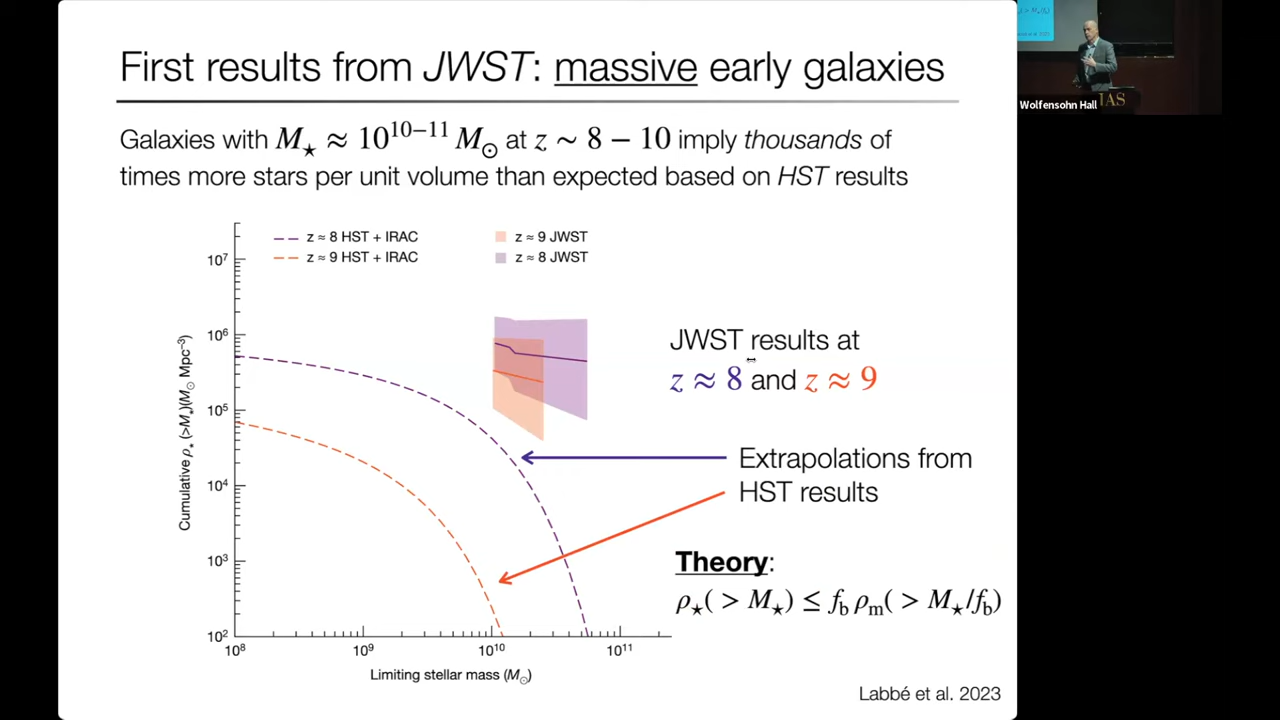 First results from JWST: massive early galaxies
Galaxies with M★ ≈ 10^10−11 M⊙ at z ~ 8 − 10 imply thousands of
times more stars per unit volume than expected based on HST results
z ≈ 8 HST + IRAC
z ≈ 9 HST + IRAC
z ≈ 9 JWST
z ≈ 8 JWST
10^7
10^6
10^5
10^4
10^3
10^2
Cumulative ρ★ (>M★)(M⊙ Mpc^−3)
10^8
10^9
10^10
10^11
Limiting stellar mass (M⊙)
JWST results at
z ≈ 8 and z ≈ 9
Extrapolations from
HST results
Theory:
ρ★( > M★) ≤ fb ρm( > M★/fb)
Labbé et al. 2023
Wolfensohn Hall
IAS